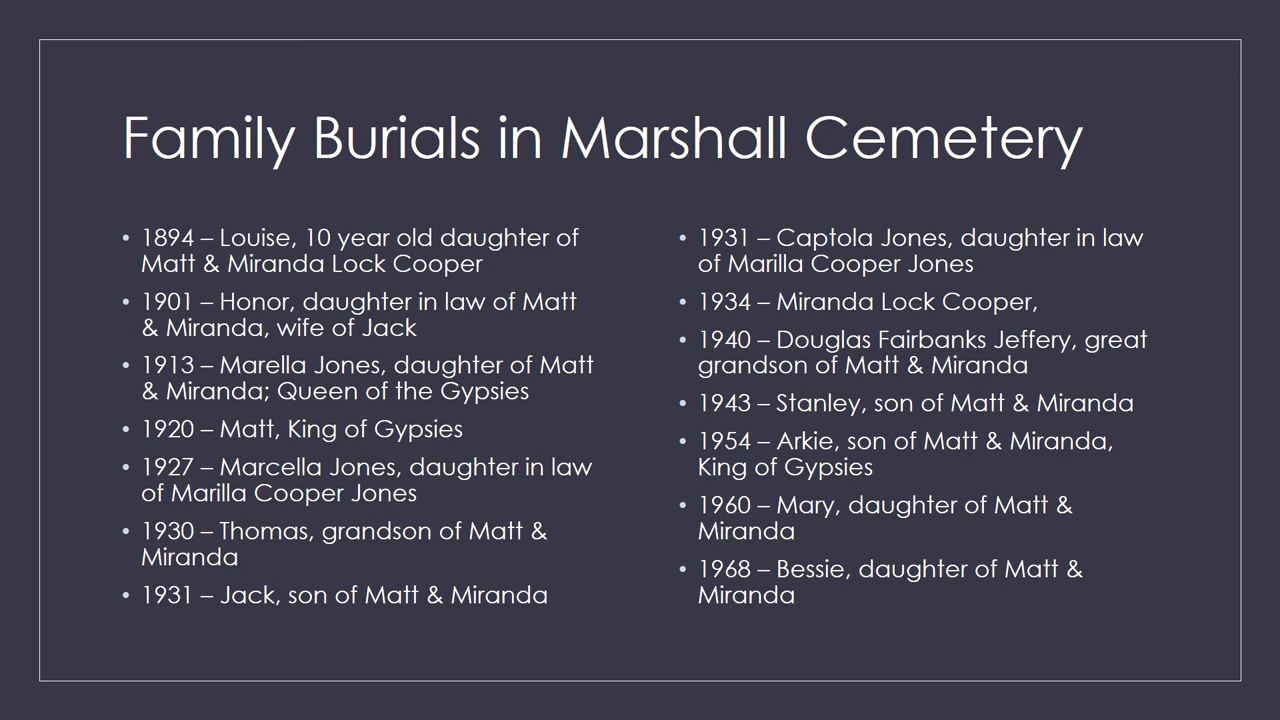 Family Burials in Marshall Cemetery
• 1894 – Louise, 10 year old daughter of
Matt & Miranda Lock Cooper
• 1901 – Honor, daughter in law of Matt
& Miranda, wife of Jack
• 1913 – Marella Jones, daughter of Matt
& Miranda; Queen of the Gypsies
• 1920 – Matt, King of Gypsies
• 1927 – Marcella Jones, daughter in law
of Marilla Cooper Jones
• 1930 – Thomas, grandson of Matt &
Miranda
• 1931 – Jack, son of Matt & Miranda
• 1931 – Captola Jones, daughter in law
of Marilla Cooper Jones
• 1934 – Miranda Lock Cooper,
• 1940 – Douglas Fairbanks Jeffery, great
grandson of Matt & Miranda
• 1943 – Stanley, son of Matt & Miranda
• 1954 – Arkie, son of Matt & Miranda,
King of Gypsies
• 1960 – Mary, daughter of Matt &
Miranda
• 1968 – Bessie, daughter of Matt &
Miranda